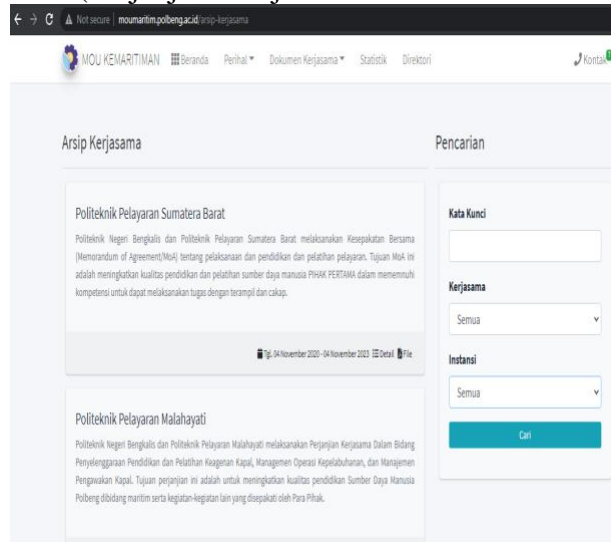 Not secure | moumaritim.polbeng.ac.id/arsip-kerjasama
MOU KEMARITIMAN Beranda Perihal Dokumen Kerjasama Statistik Direktori Kontak
Arsip Kerjasama
Politeknik Pelayaran Sumatera Barat
Politeknik Negeri Bengkalis dan Politeknik Pelayaran Sumatera Barat melaksanakan Kesepakatan Bersama
(Memorandum of Agreement/MoA) tentang pelaksanaan dan pendidikan dan pelatihan pelayaran. Tujuan MoA ini
adalah meningkatkan kualitas pendidikan dan pelatihan sumber daya manusia PIHAK PERTAMA dalam mememnuhi
kompetensi untuk dapat melaksanakan tugas dengan terampil dan cakap.
Tgl. 04 November 2020 - 04 November 2023 Detail File
Politeknik Pelayaran Malahayati
Politeknik Negeri Bengkalis dan Politeknik Pelayaran Malahayati melaksanakan Perjanjian Kerjasama Dalam Bidang
Penyelenggaraan Pendidikan dan Pelatihan Keagenan Kapal, Managemen Operasi Kepelabuhanan, dan Manajemen
Pengawakan Kapal. Tujuan perjanjian ini adalah untuk meningkatkan kualitas pendidikan Sumber Daya Manusia
Polbeng dibidang maritim serta kegiatan-kegiatan lain yang disepakati oleh Para Pihak.
Pencarian
Kata Kunci
Kerjasama
Semua
Instansi
Semua
Cari